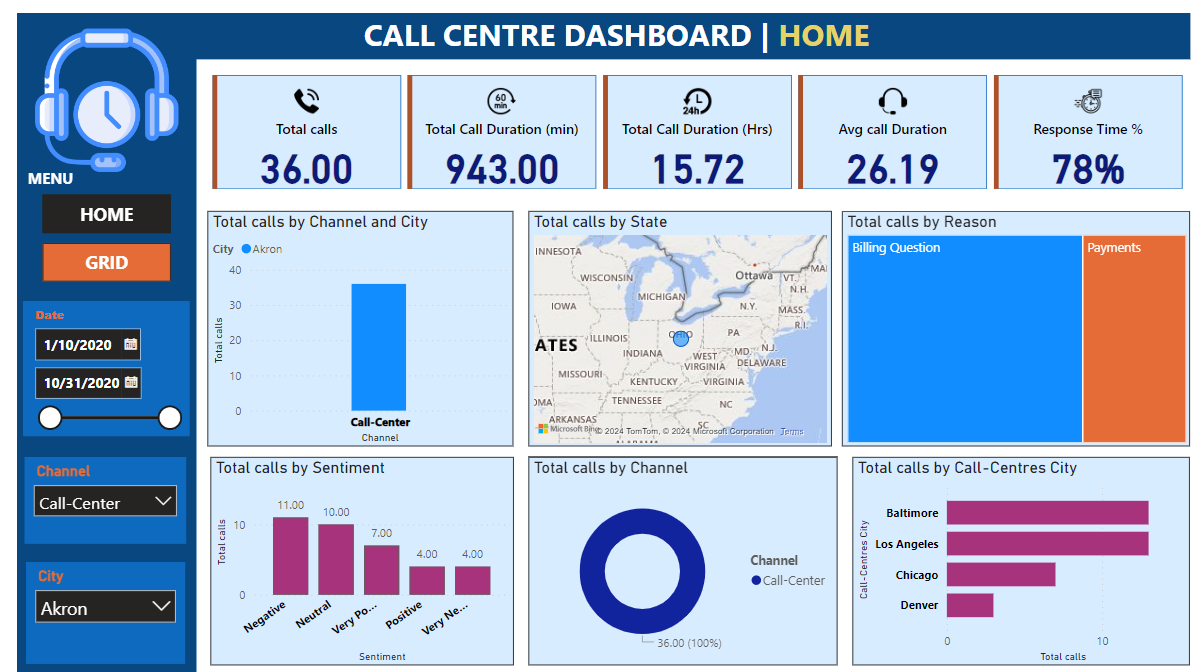 CALL CENTRE DASHBOARD | HOME
MENU
HOME
GRID
Date
1/10/2020
10/31/2020
Channel
Call-Center
City
Akron
60
min
24h
Total calls
Total Call Duration (min)
Total Call Duration (Hrs)
Avg call Duration
Response Time %
36.00
943.00
15.72
26.19
78%
Total calls by Channel and City
City
Akron
Total calls
40
30
20
10
0
Call-Center
Channel
Total calls by State
INNESOTA
WISCONSIN
MICHIGAN
Ottawa
VT.
MA
N.H.
IOWA
N.Y.
MASS.
R.I.
ATES
ILLINOIS
OHIO
PA
INDIANA
N.J.
MD.
WEST
VIRGINIA
DELAWARE
MISSOURI
KENTUCKY
VIRGINIA
OMA
TENNESSEE
NC
ARKANSAS
SC
Microsoft Bing
© 2024 TomTom, © 2024 Microsoft Corporation
Terms
ALABAMA
Total calls by Reason
Billing Question
Payments
Total calls by Sentiment
Total calls
10
0
11.00
10.00
7.00
4.00
4.00
Negative
Neutral
Very Po...
Positive
Very Ne...
Sentiment
Total calls by Channel
Channel
Call-Center
36.00 (100%)
Total calls by Call-Centres City
Call-Centres City
Baltimore
Los Angeles
Chicago
Denver
0
10
Total calls